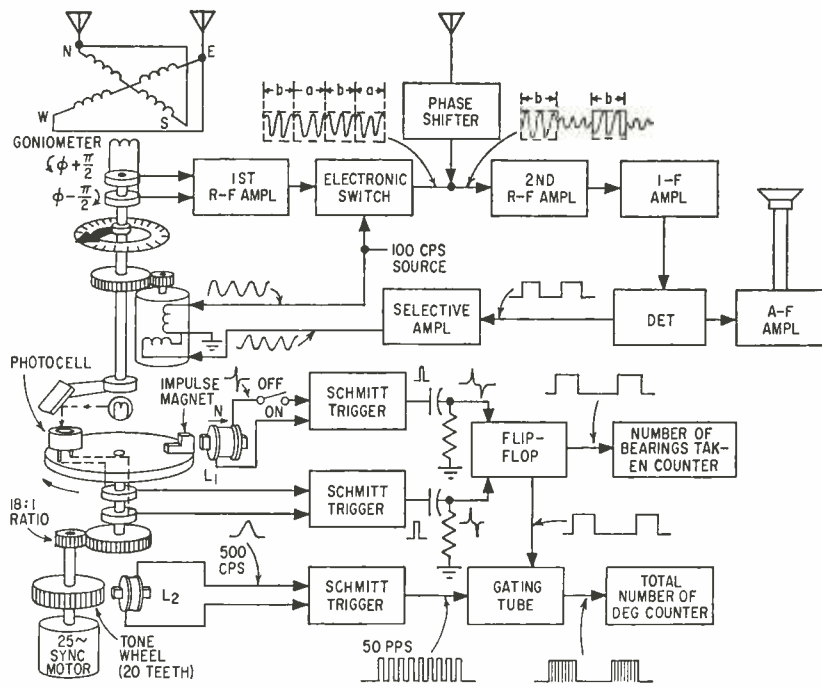 N
E
W
S
GONIOMETER
φ + π/2
φ - π/2
b a b a
PHASE
SHIFTER
b b
1ST
R-F AMPL
ELECTRONIC
SWITCH
2ND
R-F AMPL
I-F
AMPL
100 CPS
SOURCE
SELECTIVE
AMPL
DET
A-F
AMPL
PHOTOCELL
IMPULSE
MAGNET
N
OFF
ON
L1
SCHMITT
TRIGGER
FLIP-
FLOP
NUMBER OF
BEARINGS TAK-
EN COUNTER
SCHMITT
TRIGGER
18:1
RATIO
500
CPS
L2
SCHMITT
TRIGGER
GATING
TUBE
TOTAL
NUMBER OF
DEG COUNTER
25~
SYNC
MOTOR
TONE
WHEEL
(20 TEETH)
50 PPS